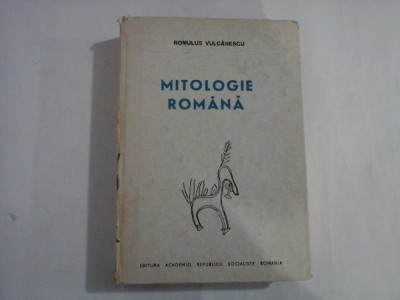 ROMULUS VULCĂNESCU
MITOLOGIE
ROMÂNĂ
EDITURA ACADEMIEI REPUBLICII SOCIALISTE ROMÂNIA